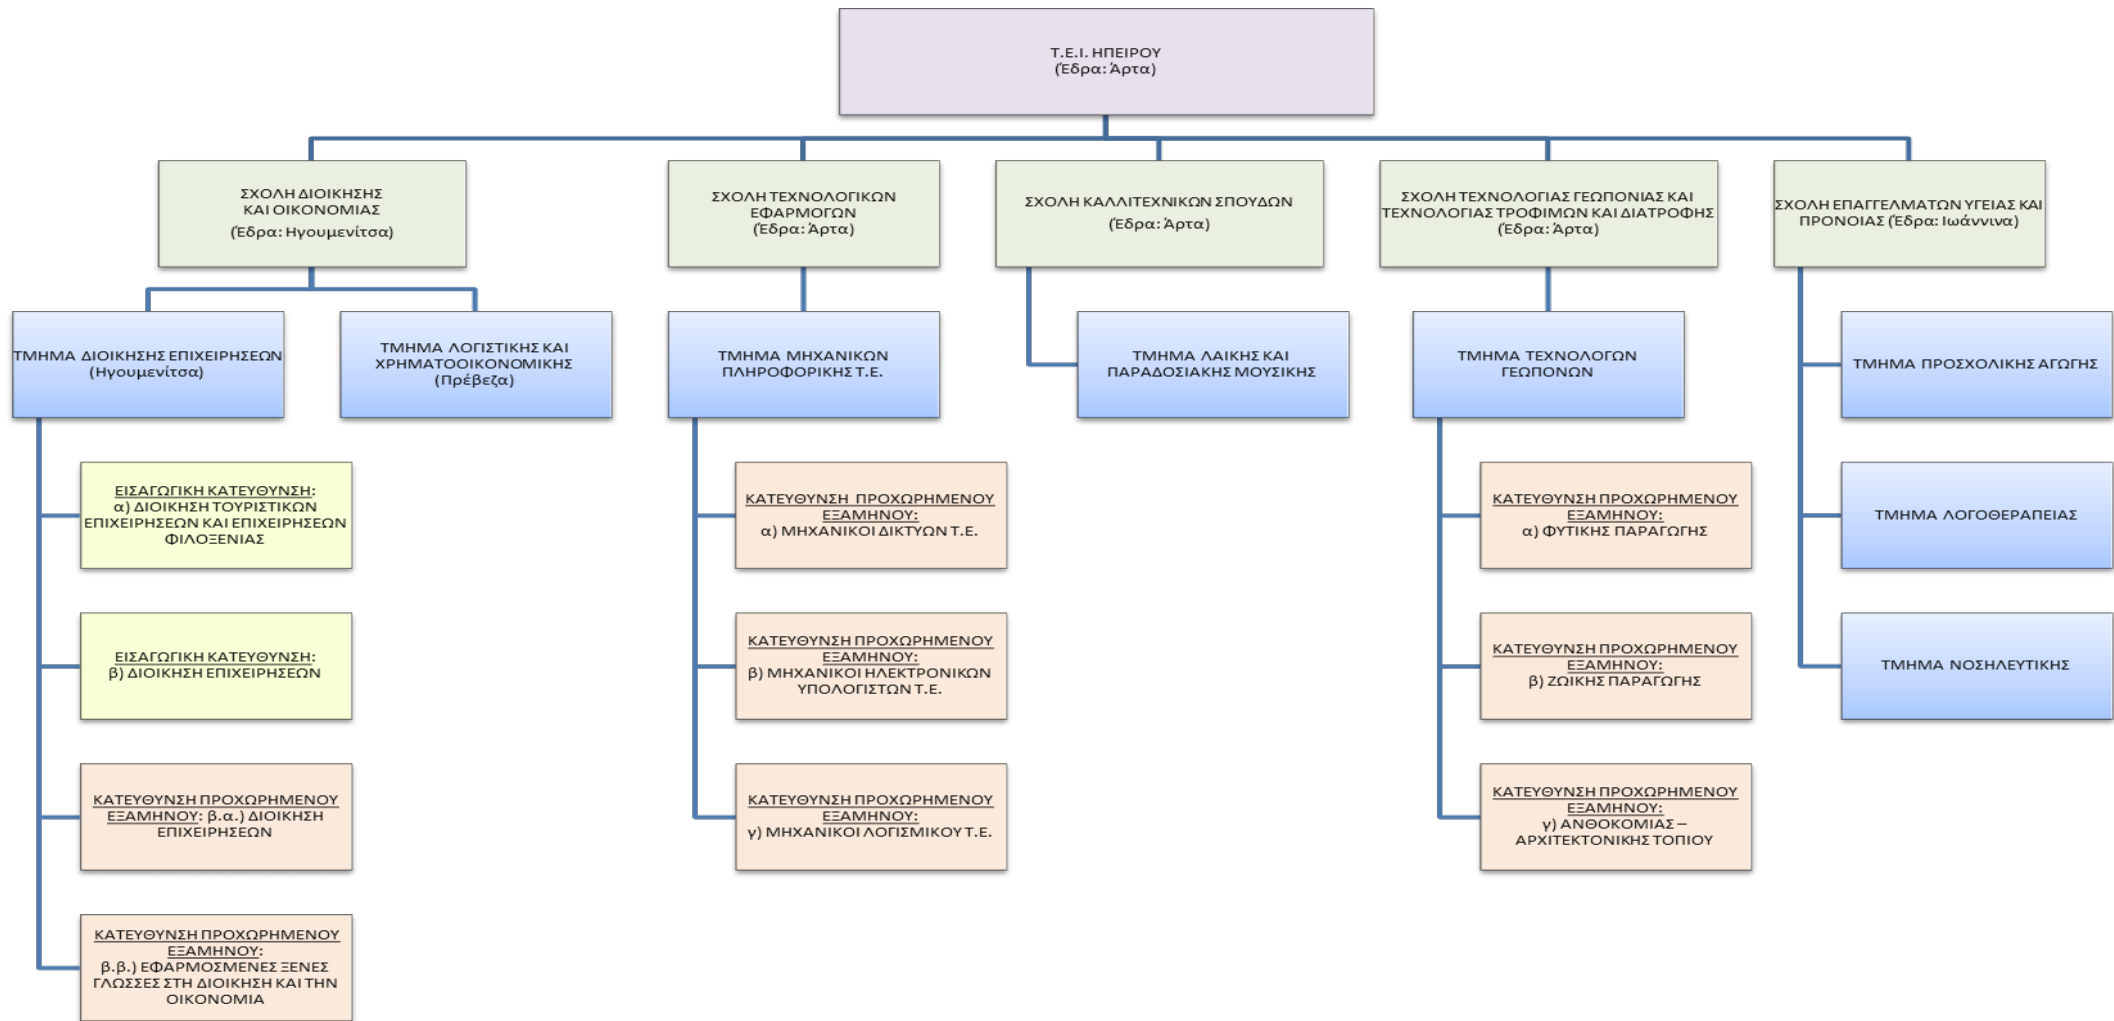 Τ.Ε.Ι. ΗΠΕΙΡΟΥ
(Έδρα: Άρτα)
ΣΧΟΛΗ ΔΙΟΙΚΗΣΗΣ
ΚΑΙ ΟΙΚΟΝΟΜΙΑΣ
(Έδρα: Ηγουμενίτσα)
ΣΧΟΛΗ ΤΕΧΝΟΛΟΓΙΚΩΝ
ΕΦΑΡΜΟΓΩΝ
(Έδρα: Άρτα)
ΣΧΟΛΗ ΚΑΛΛΙΤΕΧΝΙΚΩΝ ΣΠΟΥΔΩΝ
(Έδρα: Άρτα)
ΣΧΟΛΗ ΤΕΧΝΟΛΟΓΙΑΣ ΓΕΩΠΟΝΙΑΣ ΚΑΙ
ΤΕΧΝΟΛΟΓΙΑΣ ΤΡΟΦΙΜΩΝ ΚΑΙ ΔΙΑΤΡΟΦΗΣ
(Έδρα: Άρτα)
ΣΧΟΛΗ ΕΠΑΓΓΕΛΜΑΤΩΝ ΥΓΕΙΑΣ ΚΑΙ
ΠΡΟΝΟΙΑΣ (Έδρα: Ιωάννινα)
ΤΜΗΜΑ ΔΙΟΙΚΗΣΗΣ ΕΠΙΧΕΙΡΗΣΕΩΝ
(Ηγουμενίτσα)
ΤΜΗΜΑ ΛΟΓΙΣΤΙΚΗΣ ΚΑΙ
ΧΡΗΜΑΤΟΟΙΚΟΝΟΜΙΚΗΣ
(Πρέβεζα)
ΤΜΗΜΑ ΜΗΧΑΝΙΚΩΝ
ΠΛΗΡΟΦΟΡΙΚΗΣ Τ.Ε.
ΤΜΗΜΑ ΛΑΙΚΗΣ ΚΑΙ
ΠΑΡΑΔΟΣΙΑΚΗΣ ΜΟΥΣΙΚΗΣ
ΤΜΗΜΑ ΤΕΧΝΟΛΟΓΩΝ
ΓΕΩΠΟΝΩΝ
ΤΜΗΜΑ ΠΡΟΣΧΟΛΙΚΗΣ ΑΓΩΓΗΣ
ΕΙΣΑΓΩΓΙΚΗ ΚΑΤΕΥΘΥΝΣΗ:
α) ΔΙΟΙΚΗΣΗ ΤΟΥΡΙΣΤΙΚΩΝ
ΕΠΙΧΕΙΡΗΣΕΩΝ ΚΑΙ ΕΠΙΧΕΙΡΗΣΕΩΝ
ΦΙΛΟΞΕΝΙΑΣ
ΚΑΤΕΥΘΥΝΣΗ ΠΡΟΧΩΡΗΜΕΝΟΥ
ΕΞΑΜΗΝΟΥ:
α) ΜΗΧΑΝΙΚΟΙ ΔΙΚΤΥΩΝ Τ.Ε.
ΚΑΤΕΥΘΥΝΣΗ ΠΡΟΧΩΡΗΜΕΝΟΥ
ΕΞΑΜΗΝΟΥ:
α) ΦΥΤΙΚΗΣ ΠΑΡΑΓΩΓΗΣ
ΤΜΗΜΑ ΛΟΓΟΘΕΡΑΠΕΙΑΣ
ΕΙΣΑΓΩΓΙΚΗ ΚΑΤΕΥΘΥΝΣΗ:
β) ΔΙΟΙΚΗΣΗ ΕΠΙΧΕΙΡΗΣΕΩΝ
ΚΑΤΕΥΘΥΝΣΗ ΠΡΟΧΩΡΗΜΕΝΟΥ
ΕΞΑΜΗΝΟΥ:
β) ΜΗΧΑΝΙΚΟΙ ΗΛΕΚΤΡΟΝΙΚΩΝ
ΥΠΟΛΟΓΙΣΤΩΝ Τ.Ε.
ΚΑΤΕΥΘΥΝΣΗ ΠΡΟΧΩΡΗΜΕΝΟΥ
ΕΞΑΜΗΝΟΥ:
β) ΖΩΙΚΗΣ ΠΑΡΑΓΩΓΗΣ
ΤΜΗΜΑ ΝΟΣΗΛΕΥΤΙΚΗΣ
ΚΑΤΕΥΘΥΝΣΗ ΠΡΟΧΩΡΗΜΕΝΟΥ
ΕΞΑΜΗΝΟΥ: β.α.) ΔΙΟΙΚΗΣΗ
ΕΠΙΧΕΙΡΗΣΕΩΝ
ΚΑΤΕΥΘΥΝΣΗ ΠΡΟΧΩΡΗΜΕΝΟΥ
ΕΞΑΜΗΝΟΥ:
γ) ΜΗΧΑΝΙΚΟΙ ΛΟΓΙΣΜΙΚΟΥ Τ.Ε.
ΚΑΤΕΥΘΥΝΣΗ ΠΡΟΧΩΡΗΜΕΝΟΥ
ΕΞΑΜΗΝΟΥ:
γ) ΑΝΘΟΚΟΜΙΑΣ –
ΑΡΧΙΤΕΚΤΟΝΙΚΗΣ ΤΟΠΙΟΥ
ΚΑΤΕΥΘΥΝΣΗ ΠΡΟΧΩΡΗΜΕΝΟΥ
ΕΞΑΜΗΝΟΥ:
β.β.) ΕΦΑΡΜΟΣΜΕΝΕΣ ΞΕΝΕΣ
ΓΛΩΣΣΕΣ ΣΤΗ ΔΙΟΙΚΗΣΗ ΚΑΙ ΤΗΝ
ΟΙΚΟΝΟΜΙΑ